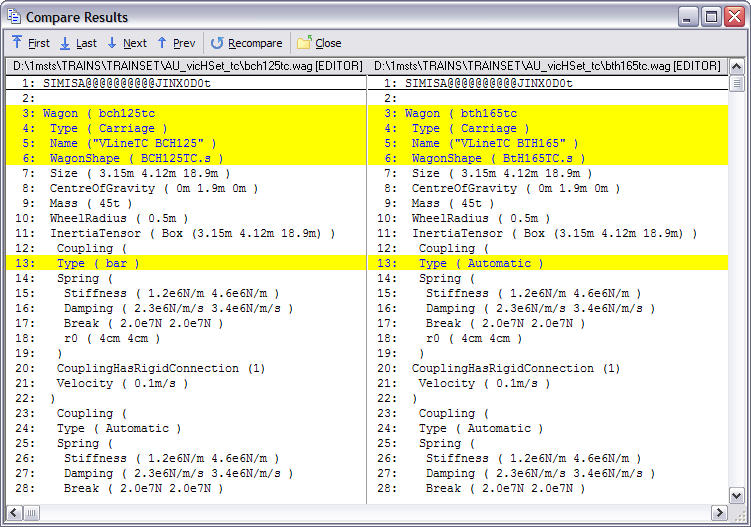 Compare Results
First Last Next Prev Recompare Close
D:\1msts\TRAINS\TRAINSET\AU_vicHSet_tc\bch125tc.wag [EDITOR] D:\1msts\TRAINS\TRAINSET\AU_vicHSet_tc\bth165tc.wag [EDITOR]
1: SIMISA@@@@@@@@@@JINX0D0t 1: SIMISA@@@@@@@@@@JINX0D0t
2: 2:
3: Wagon ( bch125tc 3: Wagon ( bth165tc
4: Type ( Carriage ) 4: Type ( Carriage )
5: Name ("VLineTC BCH125" ) 5: Name ("VLineTC BTH165" )
6: WagonShape ( BCH125TC.s ) 6: WagonShape ( BtH165TC.s )
7: Size ( 3.15m 4.12m 18.9m ) 7: Size ( 3.15m 4.12m 18.9m )
8: CentreOfGravity ( 0m 1.9m 0m ) 8: CentreOfGravity ( 0m 1.9m 0m )
9: Mass ( 45t ) 9: Mass ( 45t )
10: WheelRadius ( 0.5m ) 10: WheelRadius ( 0.5m )
11: InertiaTensor ( Box (3.15m 4.12m 18.9m) ) 11: InertiaTensor ( Box (3.15m 4.12m 18.9m) )
12: Coupling ( 12: Coupling (
13: Type ( bar ) 13: Type ( Automatic )
14: Spring ( 14: Spring (
15: Stiffness ( 1.2e6N/m 4.6e6N/m ) 15: Stiffness ( 1.2e6N/m 4.6e6N/m )
16: Damping ( 2.3e6N/m/s 3.4e6N/m/s ) 16: Damping ( 2.3e6N/m/s 3.4e6N/m/s )
17: Break ( 2.0e7N 2.0e7N ) 17: Break ( 2.0e7N 2.0e7N )
18: r0 ( 4cm 4cm ) 18: r0 ( 4cm 4cm )
19: ) 19: )
20: CouplingHasRigidConnection (1) 20: CouplingHasRigidConnection (1)
21: Velocity ( 0.1m/s ) 21: Velocity ( 0.1m/s )
22: ) 22: )
23: Coupling ( 23: Coupling (
24: Type ( Automatic ) 24: Type ( Automatic )
25: Spring ( 25: Spring (
26: Stiffness ( 1.2e6N/m 4.6e6N/m ) 26: Stiffness ( 1.2e6N/m 4.6e6N/m )
27: Damping ( 2.3e6N/m/s 3.4e6N/m/s ) 27: Damping ( 2.3e6N/m/s 3.4e6N/m/s )
28: Break ( 2.0e7N 2.0e7N ) 28: Break ( 2.0e7N 2.0e7N )